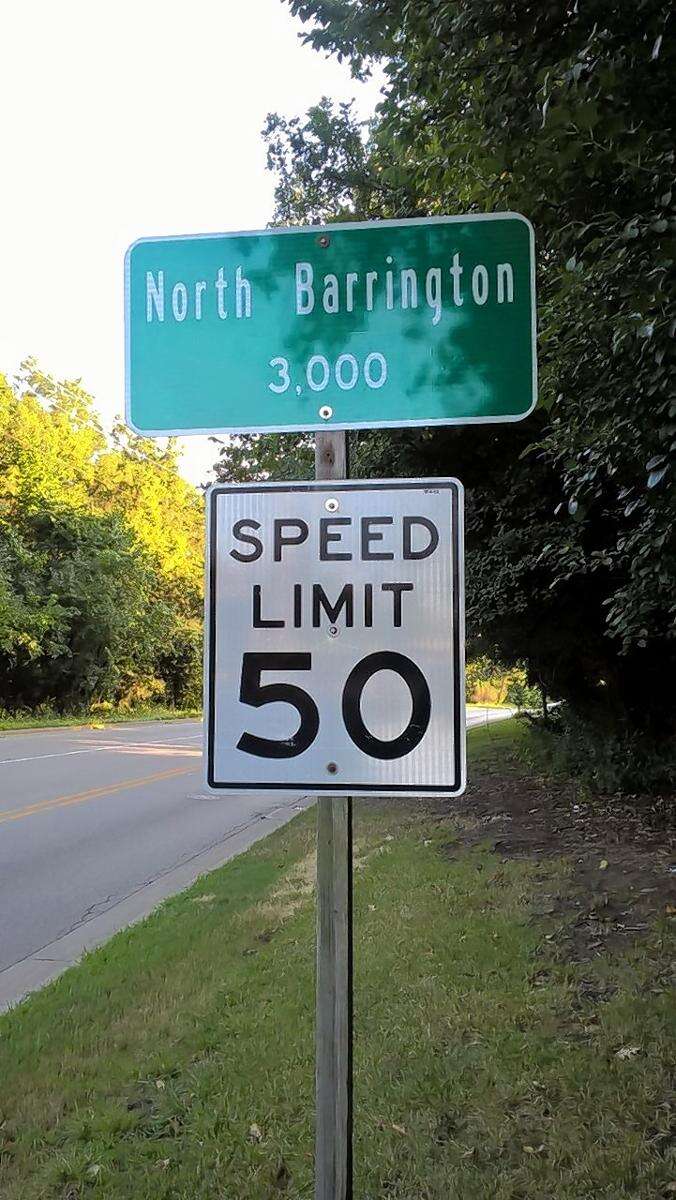 North Barrington
3,000
SPEED
LIMIT
50